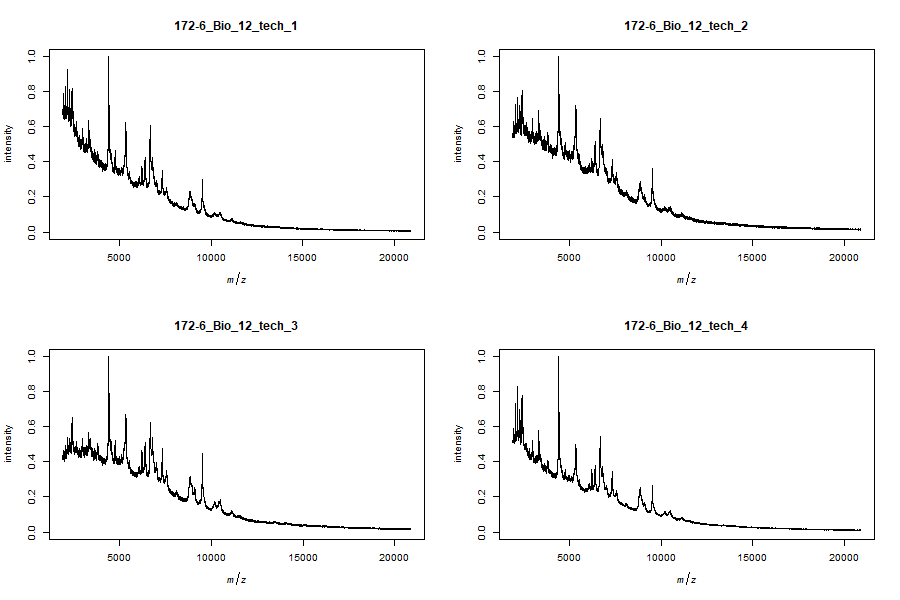 172-6_Bio_12_tech_1
intensity
0.0 0.2 0.4 0.6 0.8 1.0
5000 10000 15000 20000
m/z
172-6_Bio_12_tech_2
intensity
0.0 0.2 0.4 0.6 0.8 1.0
5000 10000 15000 20000
m/z
172-6_Bio_12_tech_3
intensity
0.0 0.2 0.4 0.6 0.8 1.0
5000 10000 15000 20000
m/z
172-6_Bio_12_tech_4
intensity
0.0 0.2 0.4 0.6 0.8 1.0
5000 10000 15000 20000
m/z